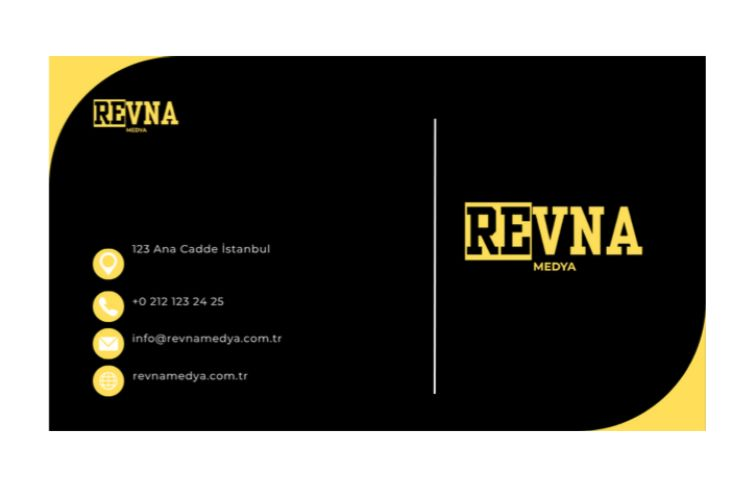 REVNA
MEDYA
123 Ana Cadde İstanbul
+0 212 123 24 25
info@revnamedya.com.tr
revnamedya.com.tr
REVNA
MEDYA